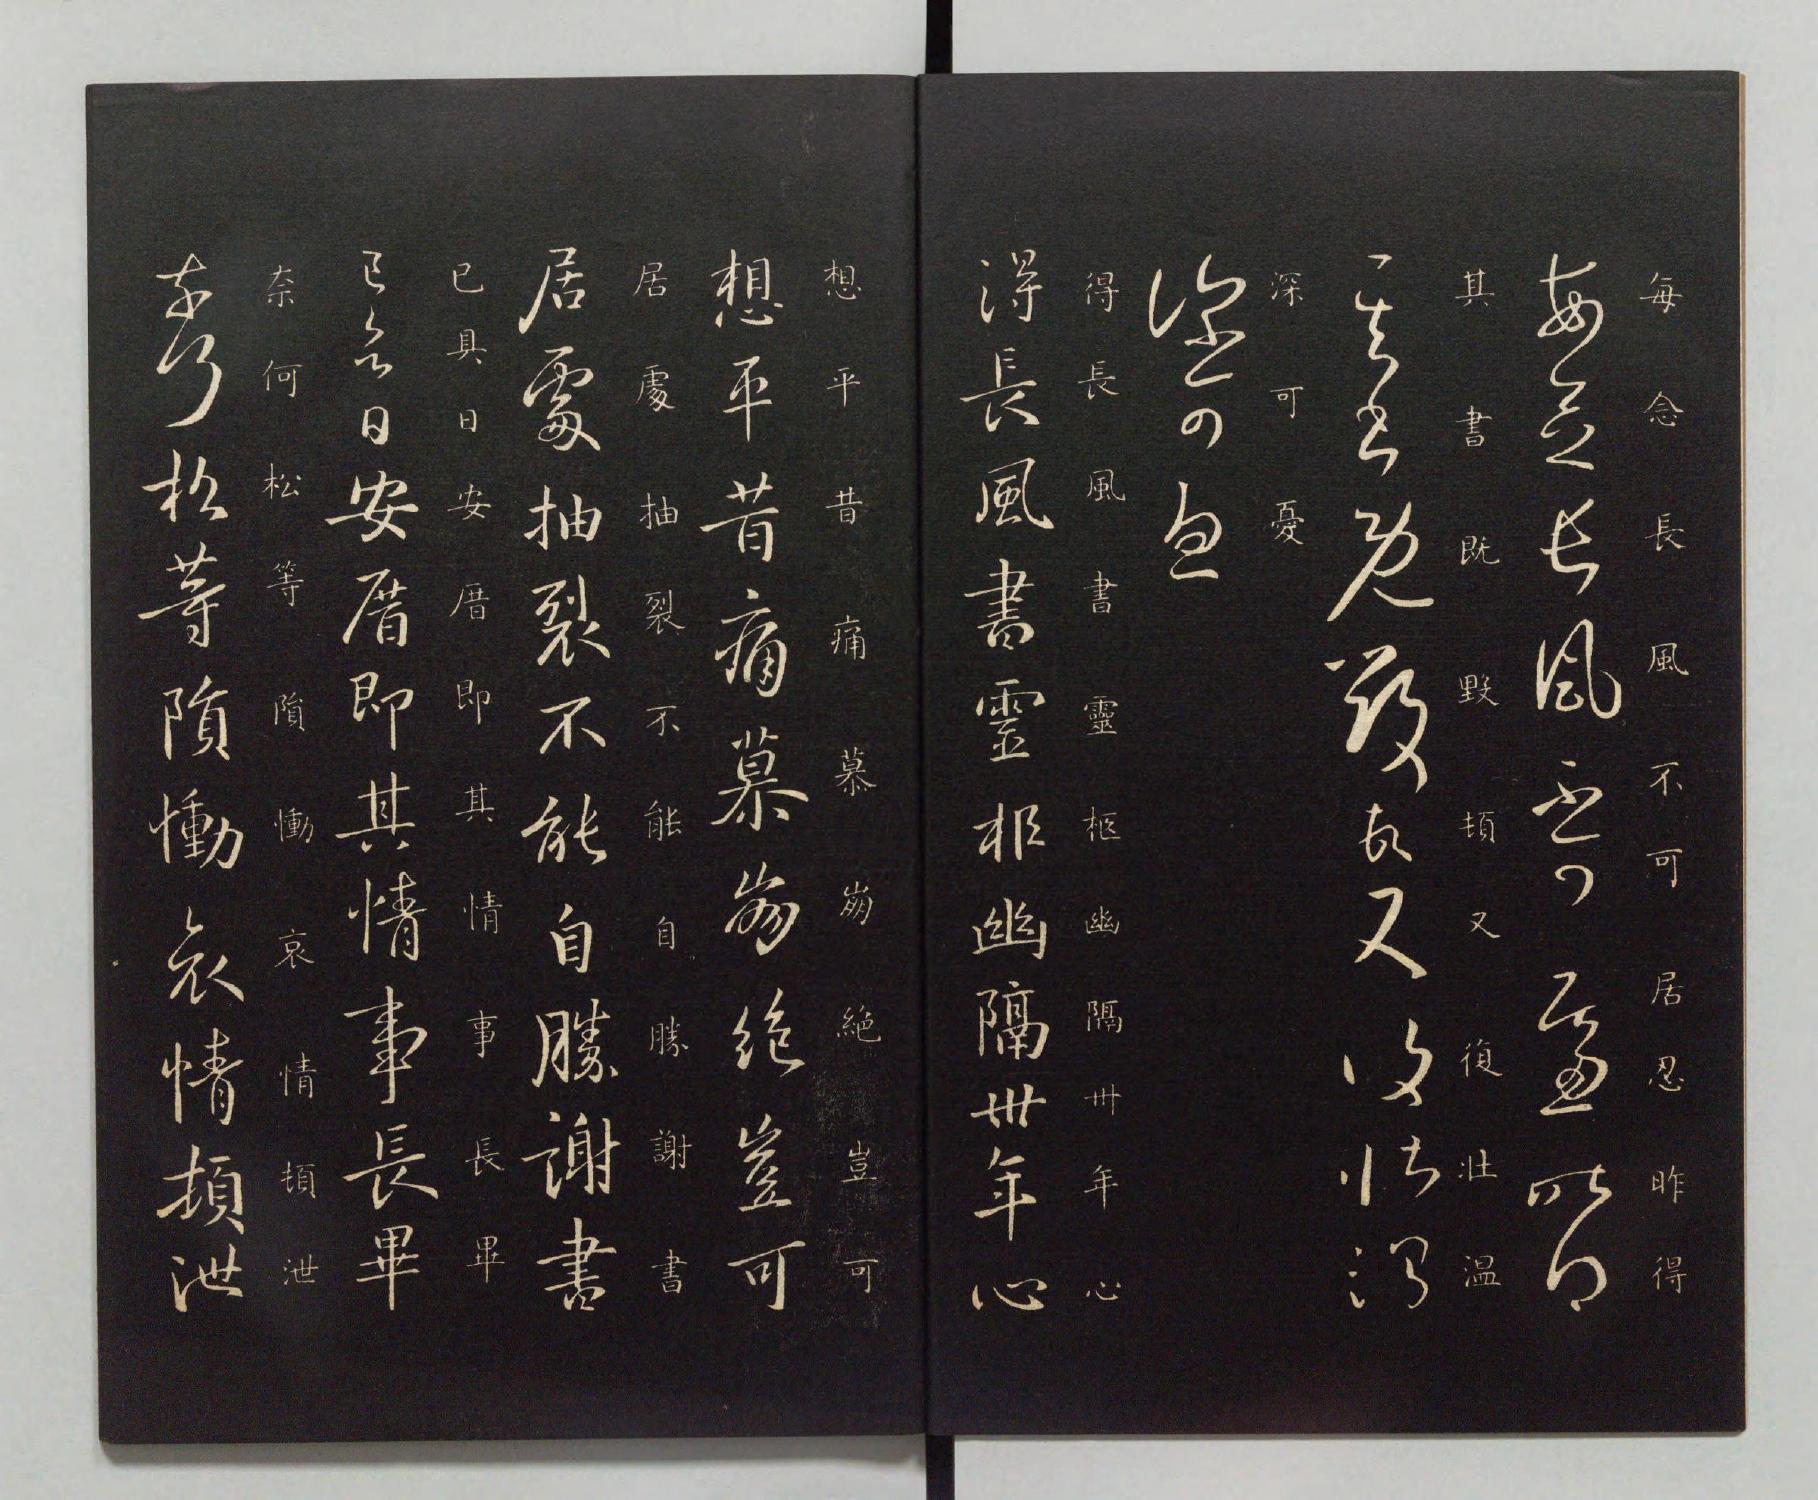 每念長風不可居忍昨得
每念長風不可居忍昨得
其書既毀頓又復壯温
其書既毀頓又復壯温
深可憂
深可憂
得長風書靈柩幽隔卅年心
得長風書靈柩幽隔卅年心
想平昔痛慕崩絶豈可
想平昔痛慕崩絶豈可
居處抽裂不能自勝謝書
居處抽裂不能自勝謝書
已具日安厝即其情事長畢
已具日安厝即其情事長畢
奈何松等隕慟哀情頓泄
奈何松等隕慟哀情頓泄